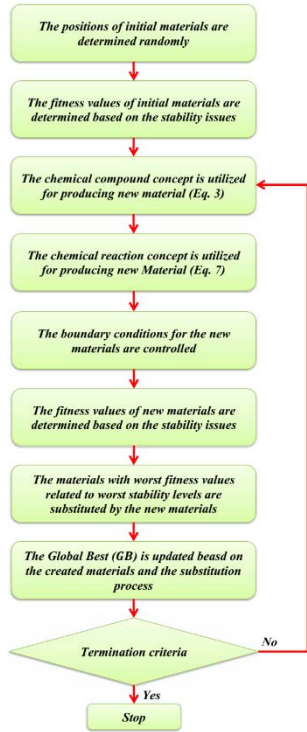 The positions of initial materials are
determined randomly
The fitness values of initial materials are
determined based on the stability issues
The chemical compound concept is utilized
for producing new material (Eq. 3)
The chemical reaction concept is utilized
for producing new Material (Eq. 7)
The boundary conditions for the new
materials are controlled
The fitness values of new materials are
determined based on the stability issues
The materials with worst fitness values
related to worst stability levels are
substituted by the new materials
The Global Best (GB) is updated beasd on
the created materials and the substitution
process
Termination criteria
No
Yes
Stop